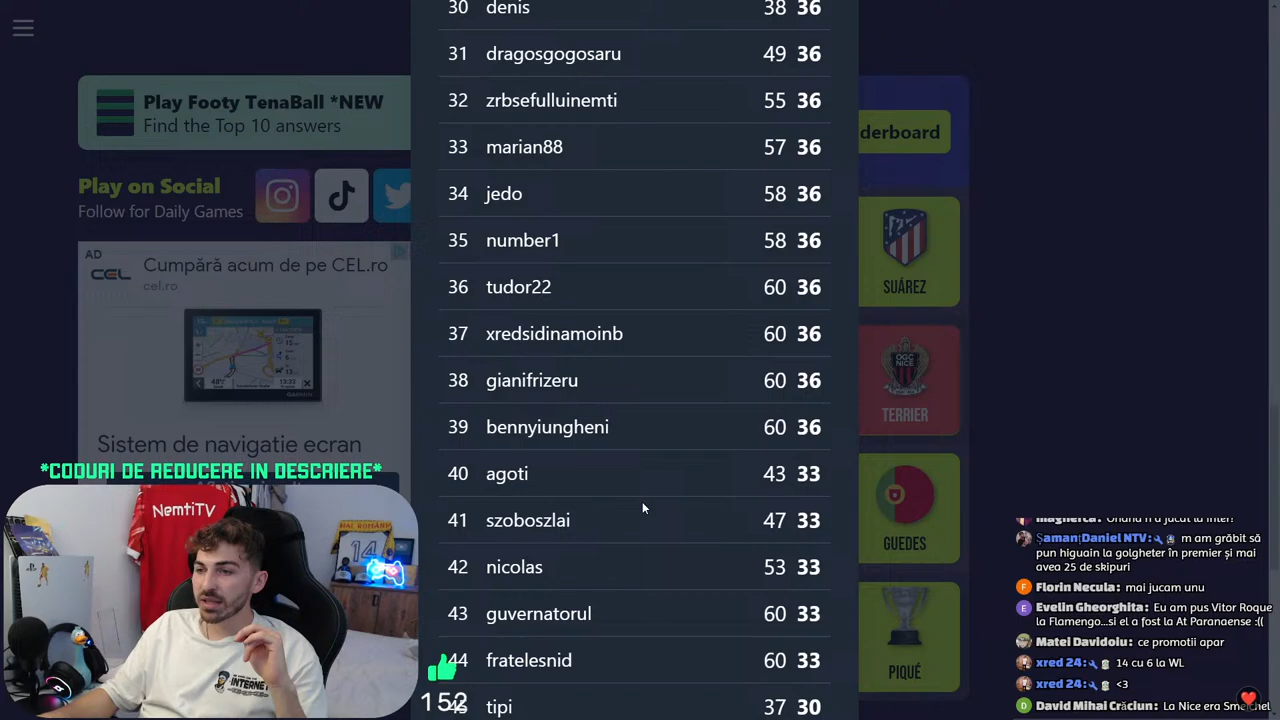 30 denis 38 36
31 dragosgogosaru 49 36
32 zrbsefulluinemti 55 36
33 marian88 57 36
34 jedo 58 36
35 number1 58 36
36 tudor22 60 36
37 xredsidinamoinb 60 36
38 gianifrizeru 60 36
39 bennyiungheni 60 36
40 agoti 43 33
41 szoboszlai 47 33
42 nicolas 53 33
43 guvernatorul 60 33
44 fratelesnid 60 33
45 tipi 37 30
Play Footy TenaBall *NEW
Find the Top 10 answers
Play on Social
Follow for Daily Games
AD
CEL
Cumpără acum de pe CEL.ro
cel.ro
GARMIN
Sistem de navigatie ecran
*CODURI DE REDUCERE IN DESCRIERE*
NemtiTV
14
INTERNET
152
derboard
SUÁREZ
OGC
NICE
TERRIER
GUEDES
PIQUÉ
ȘamanȚDaniel NTV: m am grăbit să
pun higuain la golgheter în premier și mai
avea 25 de skipuri
Florin Necula: mai jucam unu
Evelin Gheorghita: Eu am pus Vitor Roque
la Flamengo...si el a fost la At Paranaense :((
Matei Davidoiu: ce promotii apar
xred 24: 14 cu 6 la WL
xred 24: <3
David Mihai Crăciun: La Nice era Smeichel